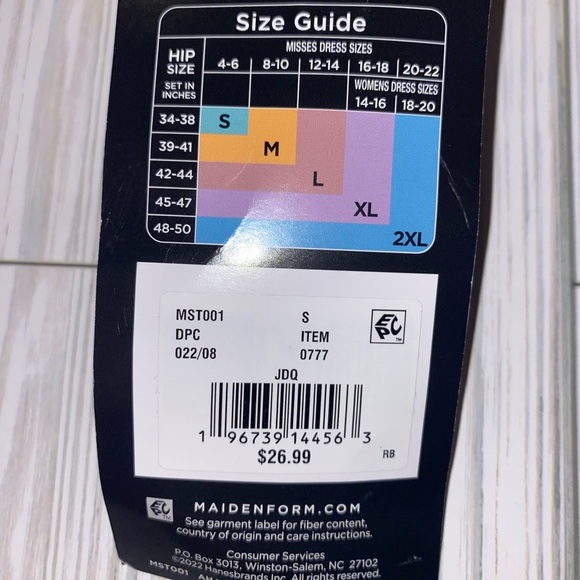 Size Guide
HIP SIZE SET IN INCHES
MISSES DRESS SIZES
4-6 8-10 12-14 16-18 20-22
WOMENS DRESS SIZES
14-16 18-20
34-38 S
39-41 M
42-44 L
45-47 XL
48-50 2XL
MST001 S
DPC ITEM
022/08 0777
EPC™
JDQ
1 96739 14456 3
$26.99
RB
EPC
MAIDENFORM.COM
See garment label for fiber content,
country of origin and care instructions.
Consumer Services
P.O. Box 3013, Winston-Salem, NC 27102
©2022 Hanesbrands Inc. All rights reserved.
MST001